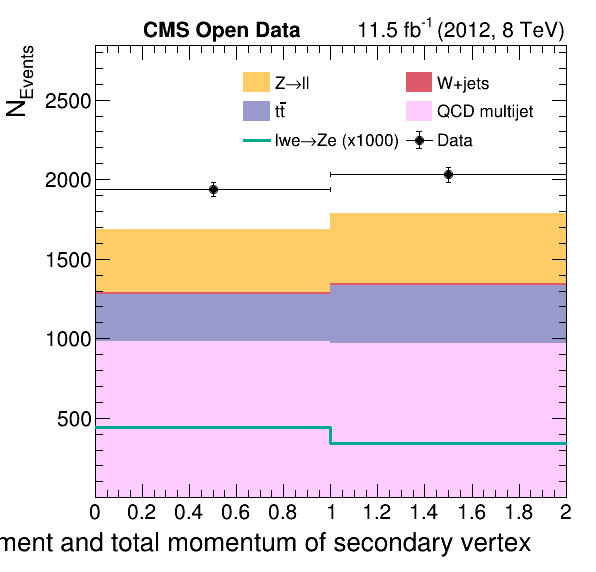 CMS Open Data 11.5 fb⁻¹ (2012, 8 TeV)
N_Events
Z→ll W+jets
tt̄ QCD multijet
lwe→Ze (x1000) Data
2500
2000
1500
1000
500
0 0.2 0.4 0.6 0.8 1 1.2 1.4 1.6 1.8 2
and total momentum of secondary vertex